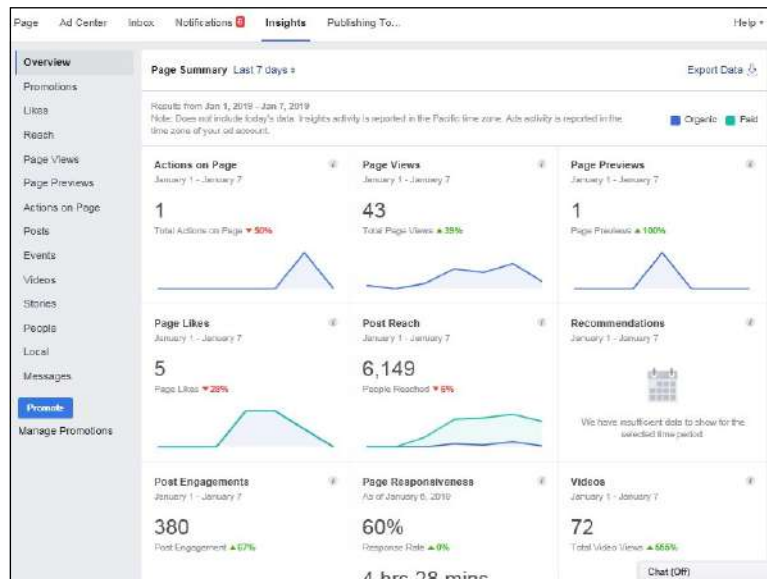 Page Ad Center Inbox Notifications 6 Insights Publishing To... Help
Overview
Promotions
Likes
Reach
Page Views
Page Previews
Actions on Page
Posts
Events
Videos
Stories
People
Local
Messages
Promote
Manage Promotions
Page Summary Last 7 days
Export Data
Results from Jan 1, 2019 - Jan 7, 2019
Note: Does not include today's data. Insights activity is reported in the Pacific time zone. Ads activity is reported in the
time zone of your ad account.
Organic Paid
Actions on Page
January 1 - January 7
1
Total Actions on Page ▼ 50%
Page Views
January 1 - January 7
43
Total Page Views ▲ 39%
Page Previews
January 1 - January 7
1
Page Previews ▲ 100%
Page Likes
January 1 - January 7
5
Page Likes ▼ 28%
Post Reach
January 1 - January 7
6,149
People Reached ▼ 6%
Recommendations
January 1 - January 7
We have insufficient data to show for the
selected time period.
Post Engagements
January 1 - January 7
380
Post Engagement ▲ 67%
Page Responsiveness
As of January 6, 2019
60%
Response Rate ▲ 0%
4 hrs 28 mins
Videos
January 1 - January 7
72
Total Video Views ▲
Chat (Off)